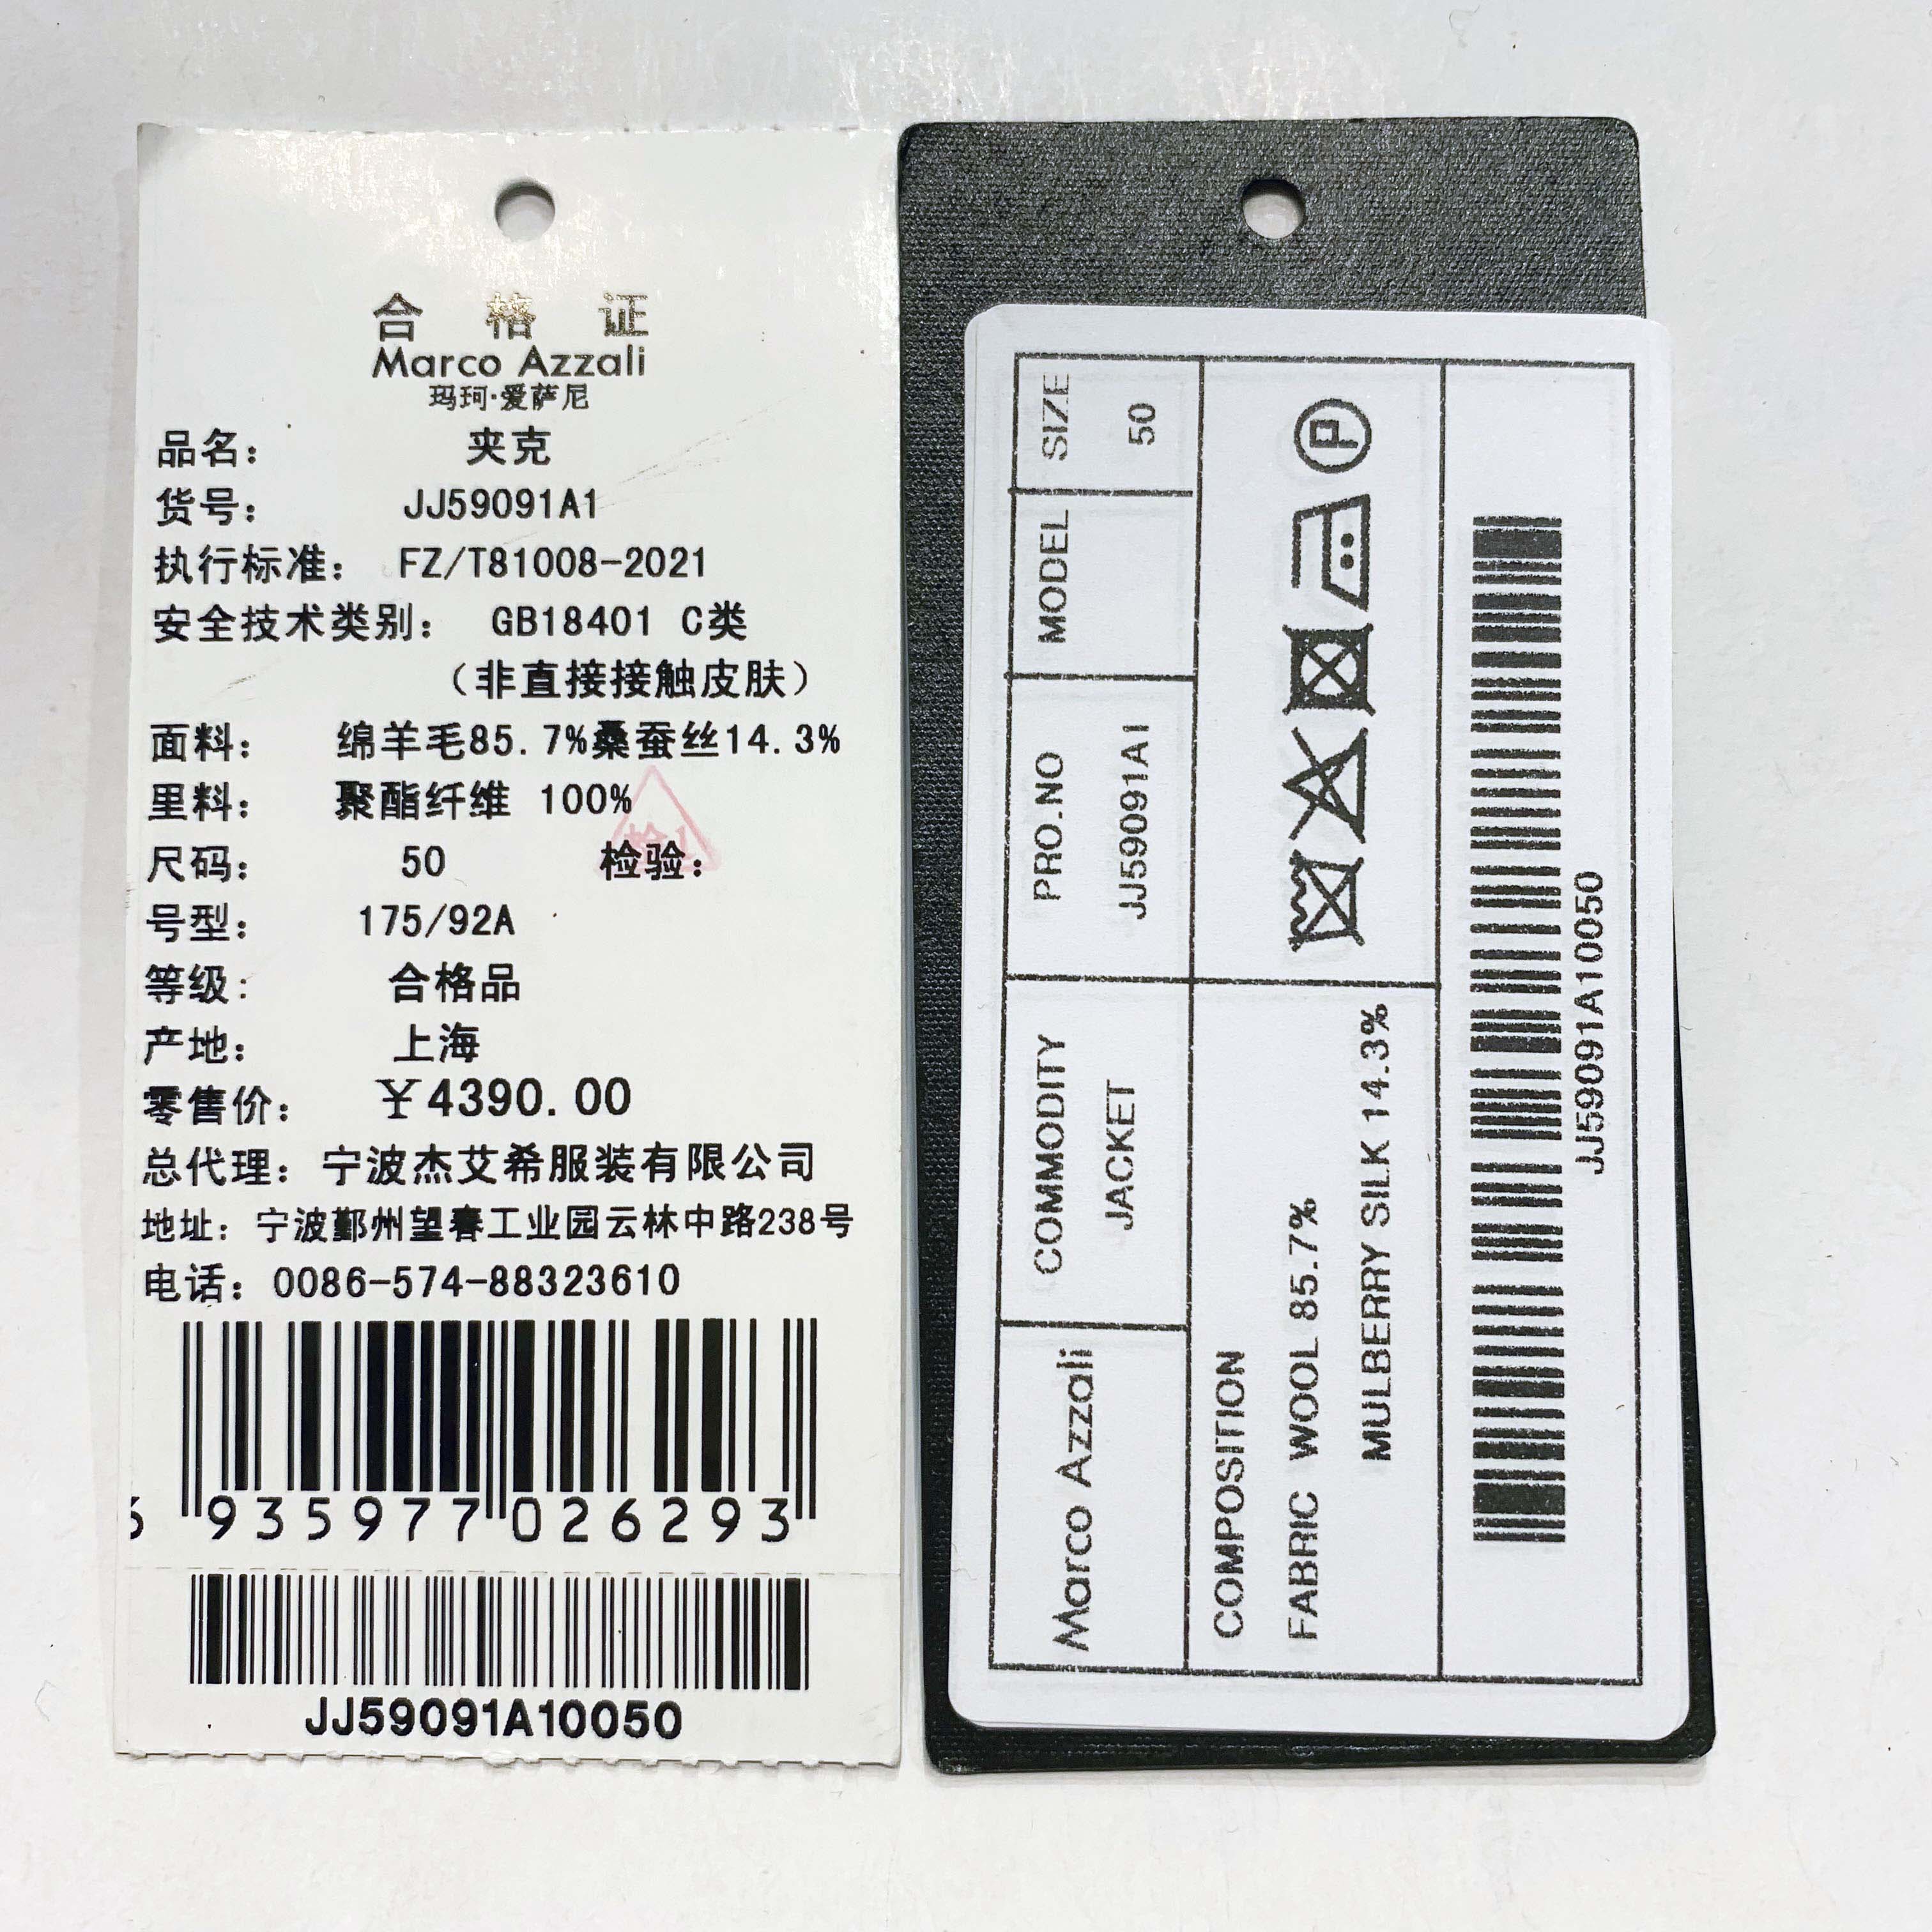 合格证
Marco Azzali
玛珂·爱萨尼
品名： 夹克
货号： JJ59091A1
执行标准： FZ/T81008-2021
安全技术类别： GB18401 C类
（非直接接触皮肤）
面料： 绵羊毛85.7%桑蚕丝14.3%
里料： 聚酯纤维 100%
尺码： 50 检验：
号型： 175/92A
等级： 合格品
产地： 上海
零售价： ¥4390.00
总代理：宁波杰艾希服装有限公司
地址：宁波鄞州望春工业园云林中路238号
电话：0086-574-88323610
6 935977 026293
JJ59091A10050
Marco Azzali COMMODITY PRO.NO MODEL SIZE
JACKET JJ59091A1 50
COMPOSITION
FABRIC WOOL 85.7%
MULBERRY SILK 14.3%
P
JJ59091A10050